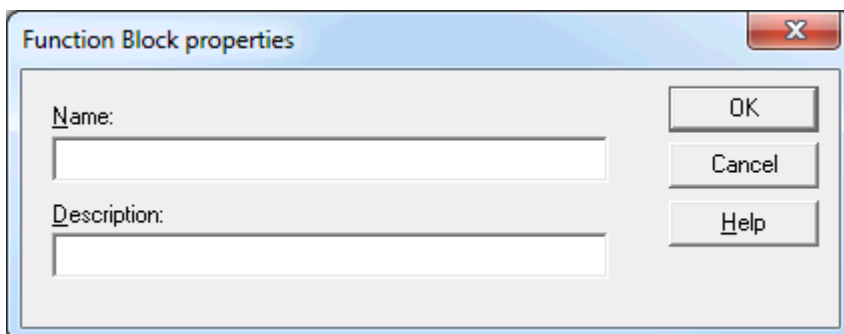 Function Block properties
Name:
OK
Cancel
Description:
Help